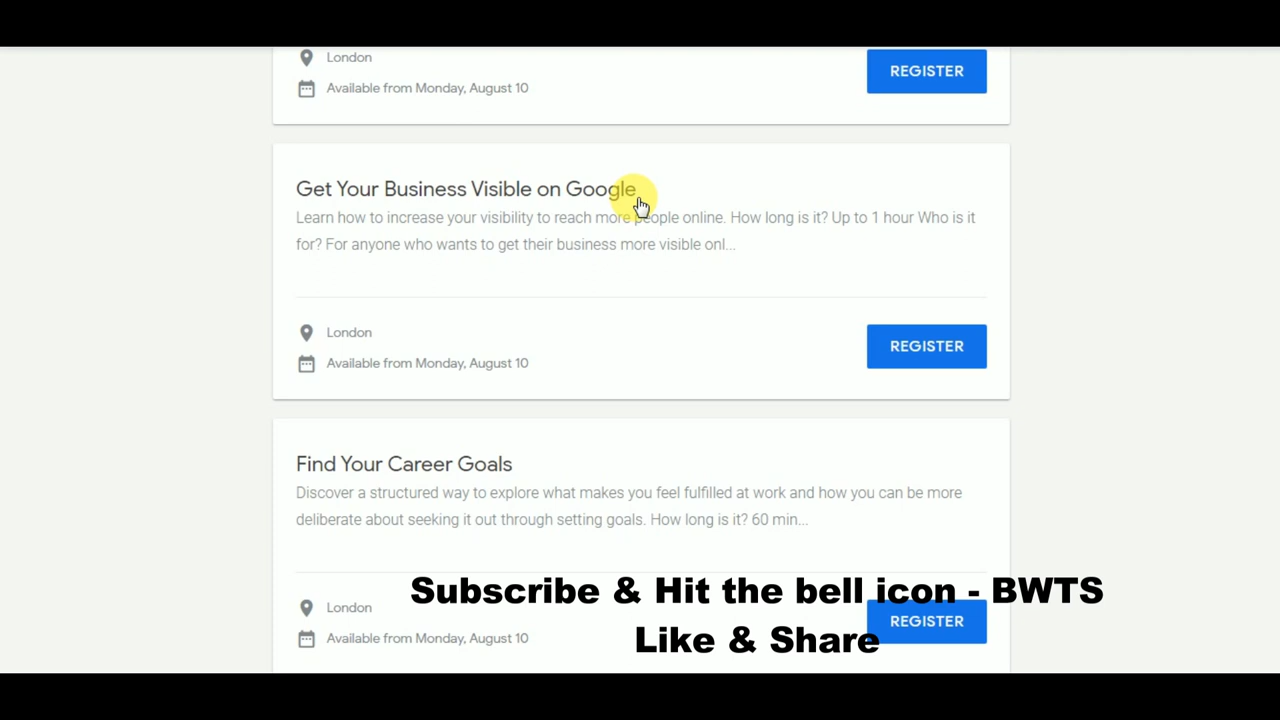 London
Available from Monday, August 10
REGISTER
Get Your Business Visible on Google
Learn how to increase your visibility to reach more people online. How long is it? Up to 1 hour Who is it
for? For anyone who wants to get their business more visible onl...
London
Available from Monday, August 10
REGISTER
Find Your Career Goals
Discover a structured way to explore what makes you feel fulfilled at work and how you can be more
deliberate about seeking it out through setting goals. How long is it? 60 min...
London
Available from Monday, August 10
REGISTER
Subscribe & Hit the bell icon - BWTS
Like & Share